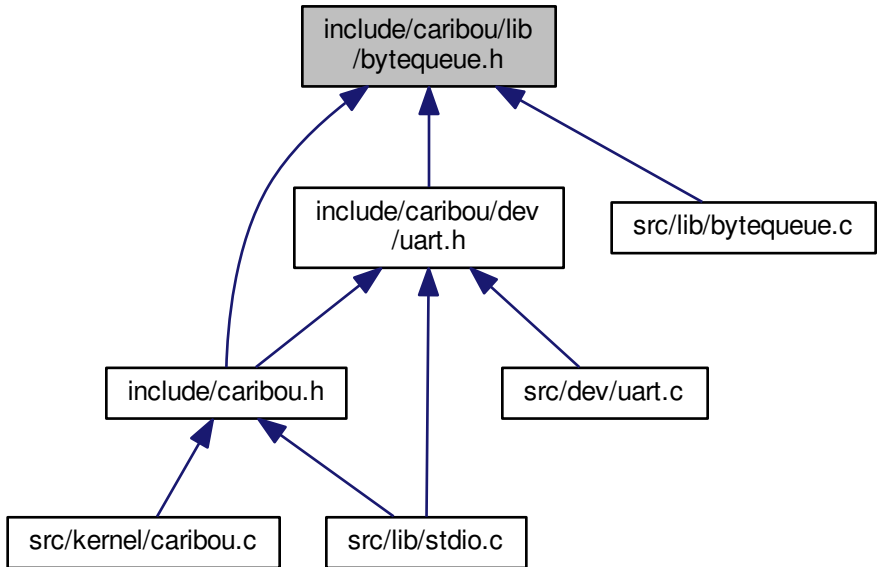 include/caribou/lib
/bytequeue.h
include/caribou/dev
/uart.h
src/lib/bytequeue.c
include/caribou.h
src/dev/uart.c
src/kernel/caribou.c
src/lib/stdio.c